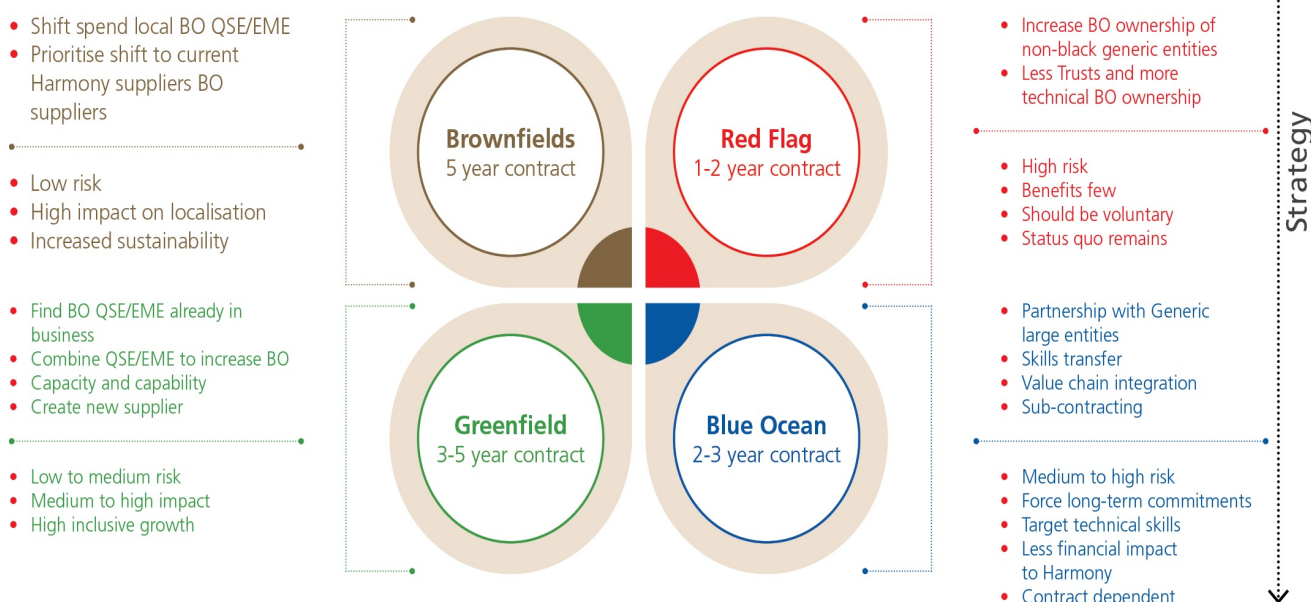 • Shift spend local BO QSE/EME
• Prioritise shift to current
Harmony suppliers BO
suppliers
• Low risk
• High impact on localisation
• Increased sustainability
Brownfields
5 year contract
Red Flag
1-2 year contract
• Increase BO ownership of
non-black generic entities
• Less Trusts and more
technical BO ownership
• High risk
• Benefits few
• Should be voluntary
• Status quo remains
Strategy
• Find BO QSE/EME already in
business
• Combine QSE/EME to increase BO
• Capacity and capability
• Create new supplier
• Low to medium risk
• Medium to high impact
• High inclusive growth
Greenfield
3-5 year contract
Blue Ocean
2-3 year contract
• Partnership with Generic
large entities
• Skills transfer
• Value chain integration
• Sub-contracting
• Medium to high risk
• Force long-term commitments
• Target technical skills
• Less financial impact
to Harmony
• Contract dependent